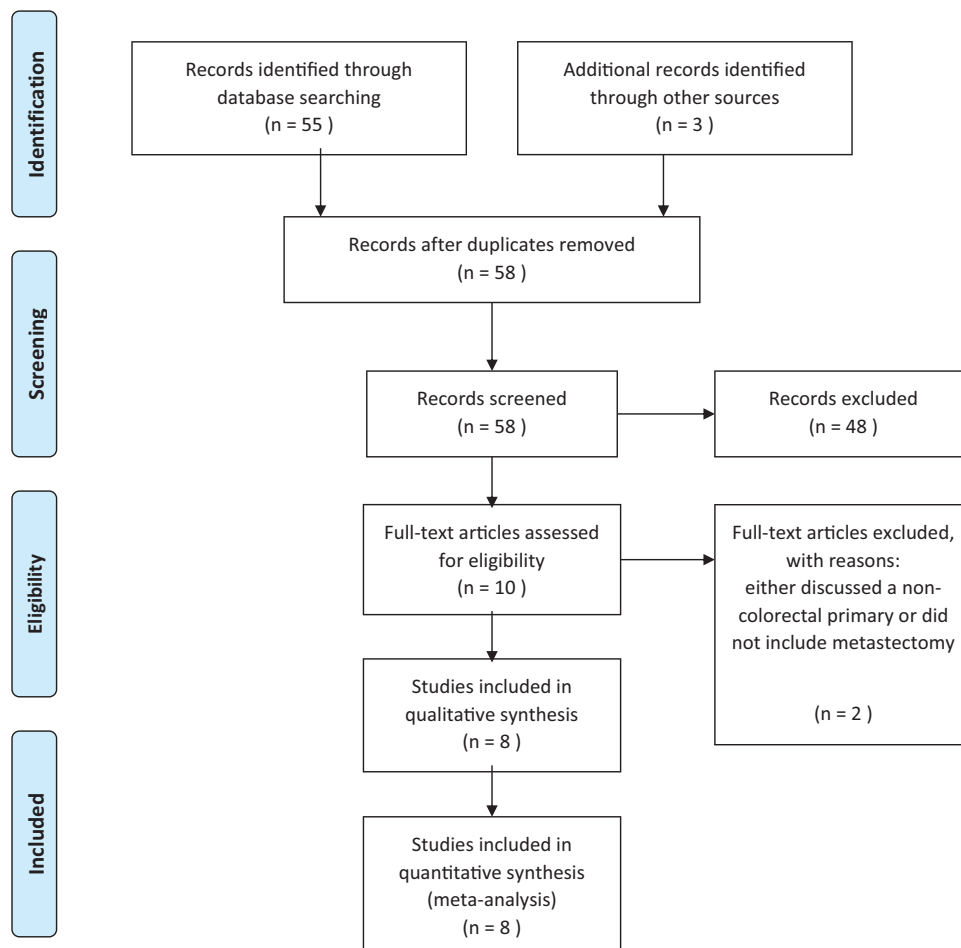 Identification
Records identified through
database searching
(n = 55 )
Additional records identified
through other sources
(n = 3 )
Records after duplicates removed
(n = 58 )
Screening
Records screened
(n = 58 )
Records excluded
(n = 48 )
Eligibility
Full-text articles assessed
for eligibility
(n = 10 )
Full-text articles excluded,
with reasons:
either discussed a non-
colorectal primary or did
not include metastectomy
(n = 2 )
Studies included in
qualitative synthesis
(n = 8 )
Included
Studies included in
quantitative synthesis
(meta-analysis)
(n = 8 )